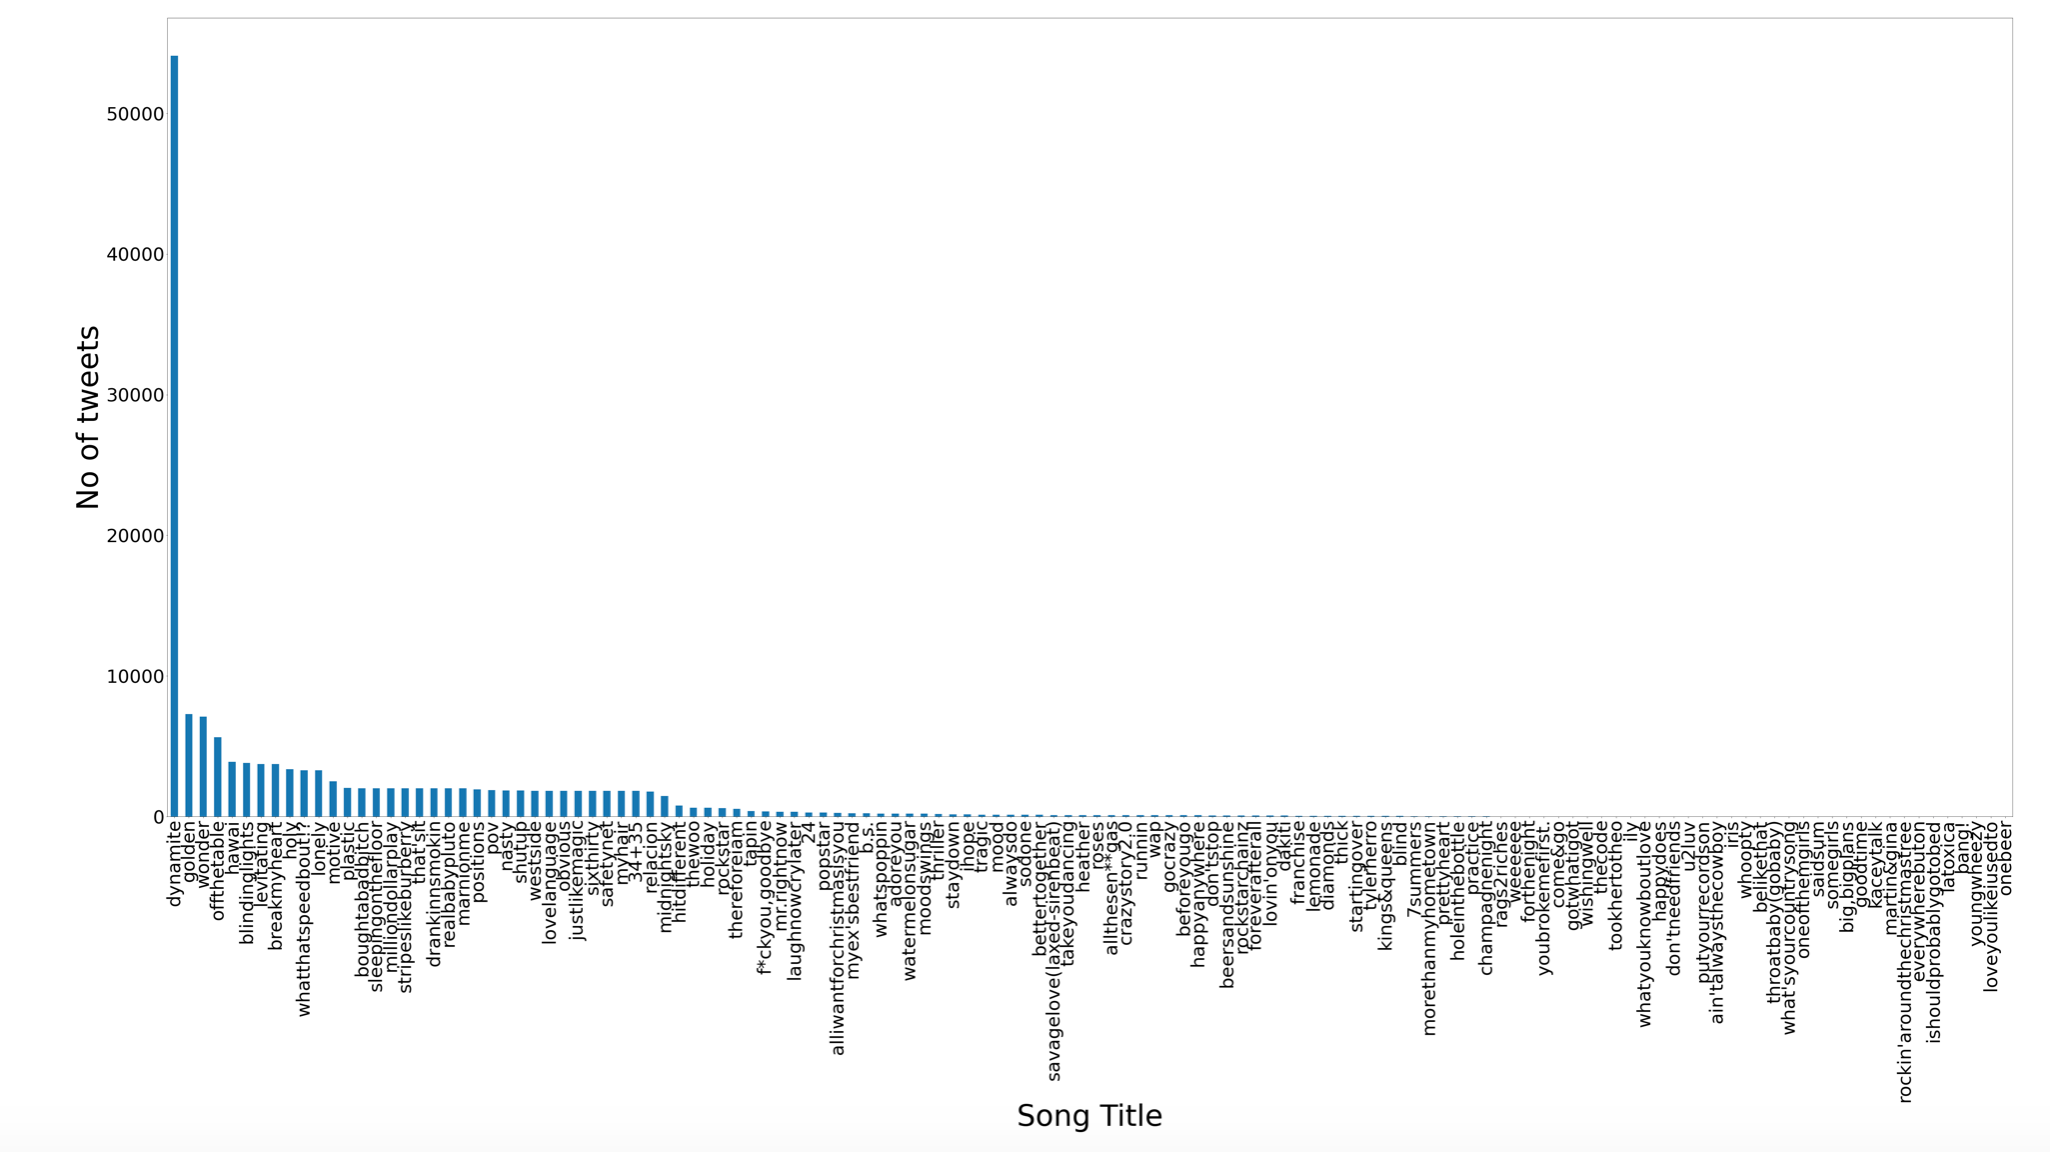 50000
40000
30000
20000
10000
0
No of tweets
dynamite
golden
wonder
offthetable
hawai
blindinglights
levitating
breakmyheart
holy
whatthatspeedbout!?
lonely
motive
plastic
boughtabadbitch
sleepingonthefloor
milliondollarplay
stripeslikeburberry
that'sit
drankinnsmokin
realbabypluto
marnionme
positions
pov
nasty
shutup
westside
lovelanguage
obvious
justlikemagic
sixthirty
safetynet
myhair
34+35
relacion
midnightsky
hitdifferent
thewoo
holiday
rockstar
thereforeiam
tapin
f*ckyou,goodbye
mr.rightnow
laughnowcrylater
24
popstar
alliwantforchristmasisyou
myex'sbestfriend
b.s.
whatspoppin
adoreyou
watermelonsugar
moodswings
thriller
staydown
ihope
tragic
mood
alwaysdo
sodone
bettertogether
savagelove(laxed-sirenbeat)
takeyoudancing
heather
roses
allthesen**gas
crazystory2.0
runnin
wap
gocrazy
beforeyougo
happyanywhere
don'tstop
beersandsunshine
rockstarchainz
foreverafterall
lovin'onyou
dakiti
franchise
lemonade
diamonds
thick
startingover
tylerherro
kings&queens
blind
7summers
morethanmyhometown
prettyheart
holeinthebottle
practice
champagnenight
rags2riches
weeeeee
forthenight
youbrokemefirst.
come&go
gotwhatigot
wishingwell
thecode
tookhertotheo
ily
whatyouknowboutlove
happydoes
don'tneedfriends
u2luv
putyourrecordson
ain'talwaysthecowboy
iris
whoopty
belikethat
throatbaby(gobaby)
what'syourcountrysong
oneofthemgirls
saidsum
somegirls
big,bigplans
goodtime
kaceytalk
martin&gina
rockin'aroundthechristmastree
everywherebuton
ishouldprobablygotobed
latoxica
bang!
youngwheezy
loveyoulikeiusedto
onebeer
Song Title